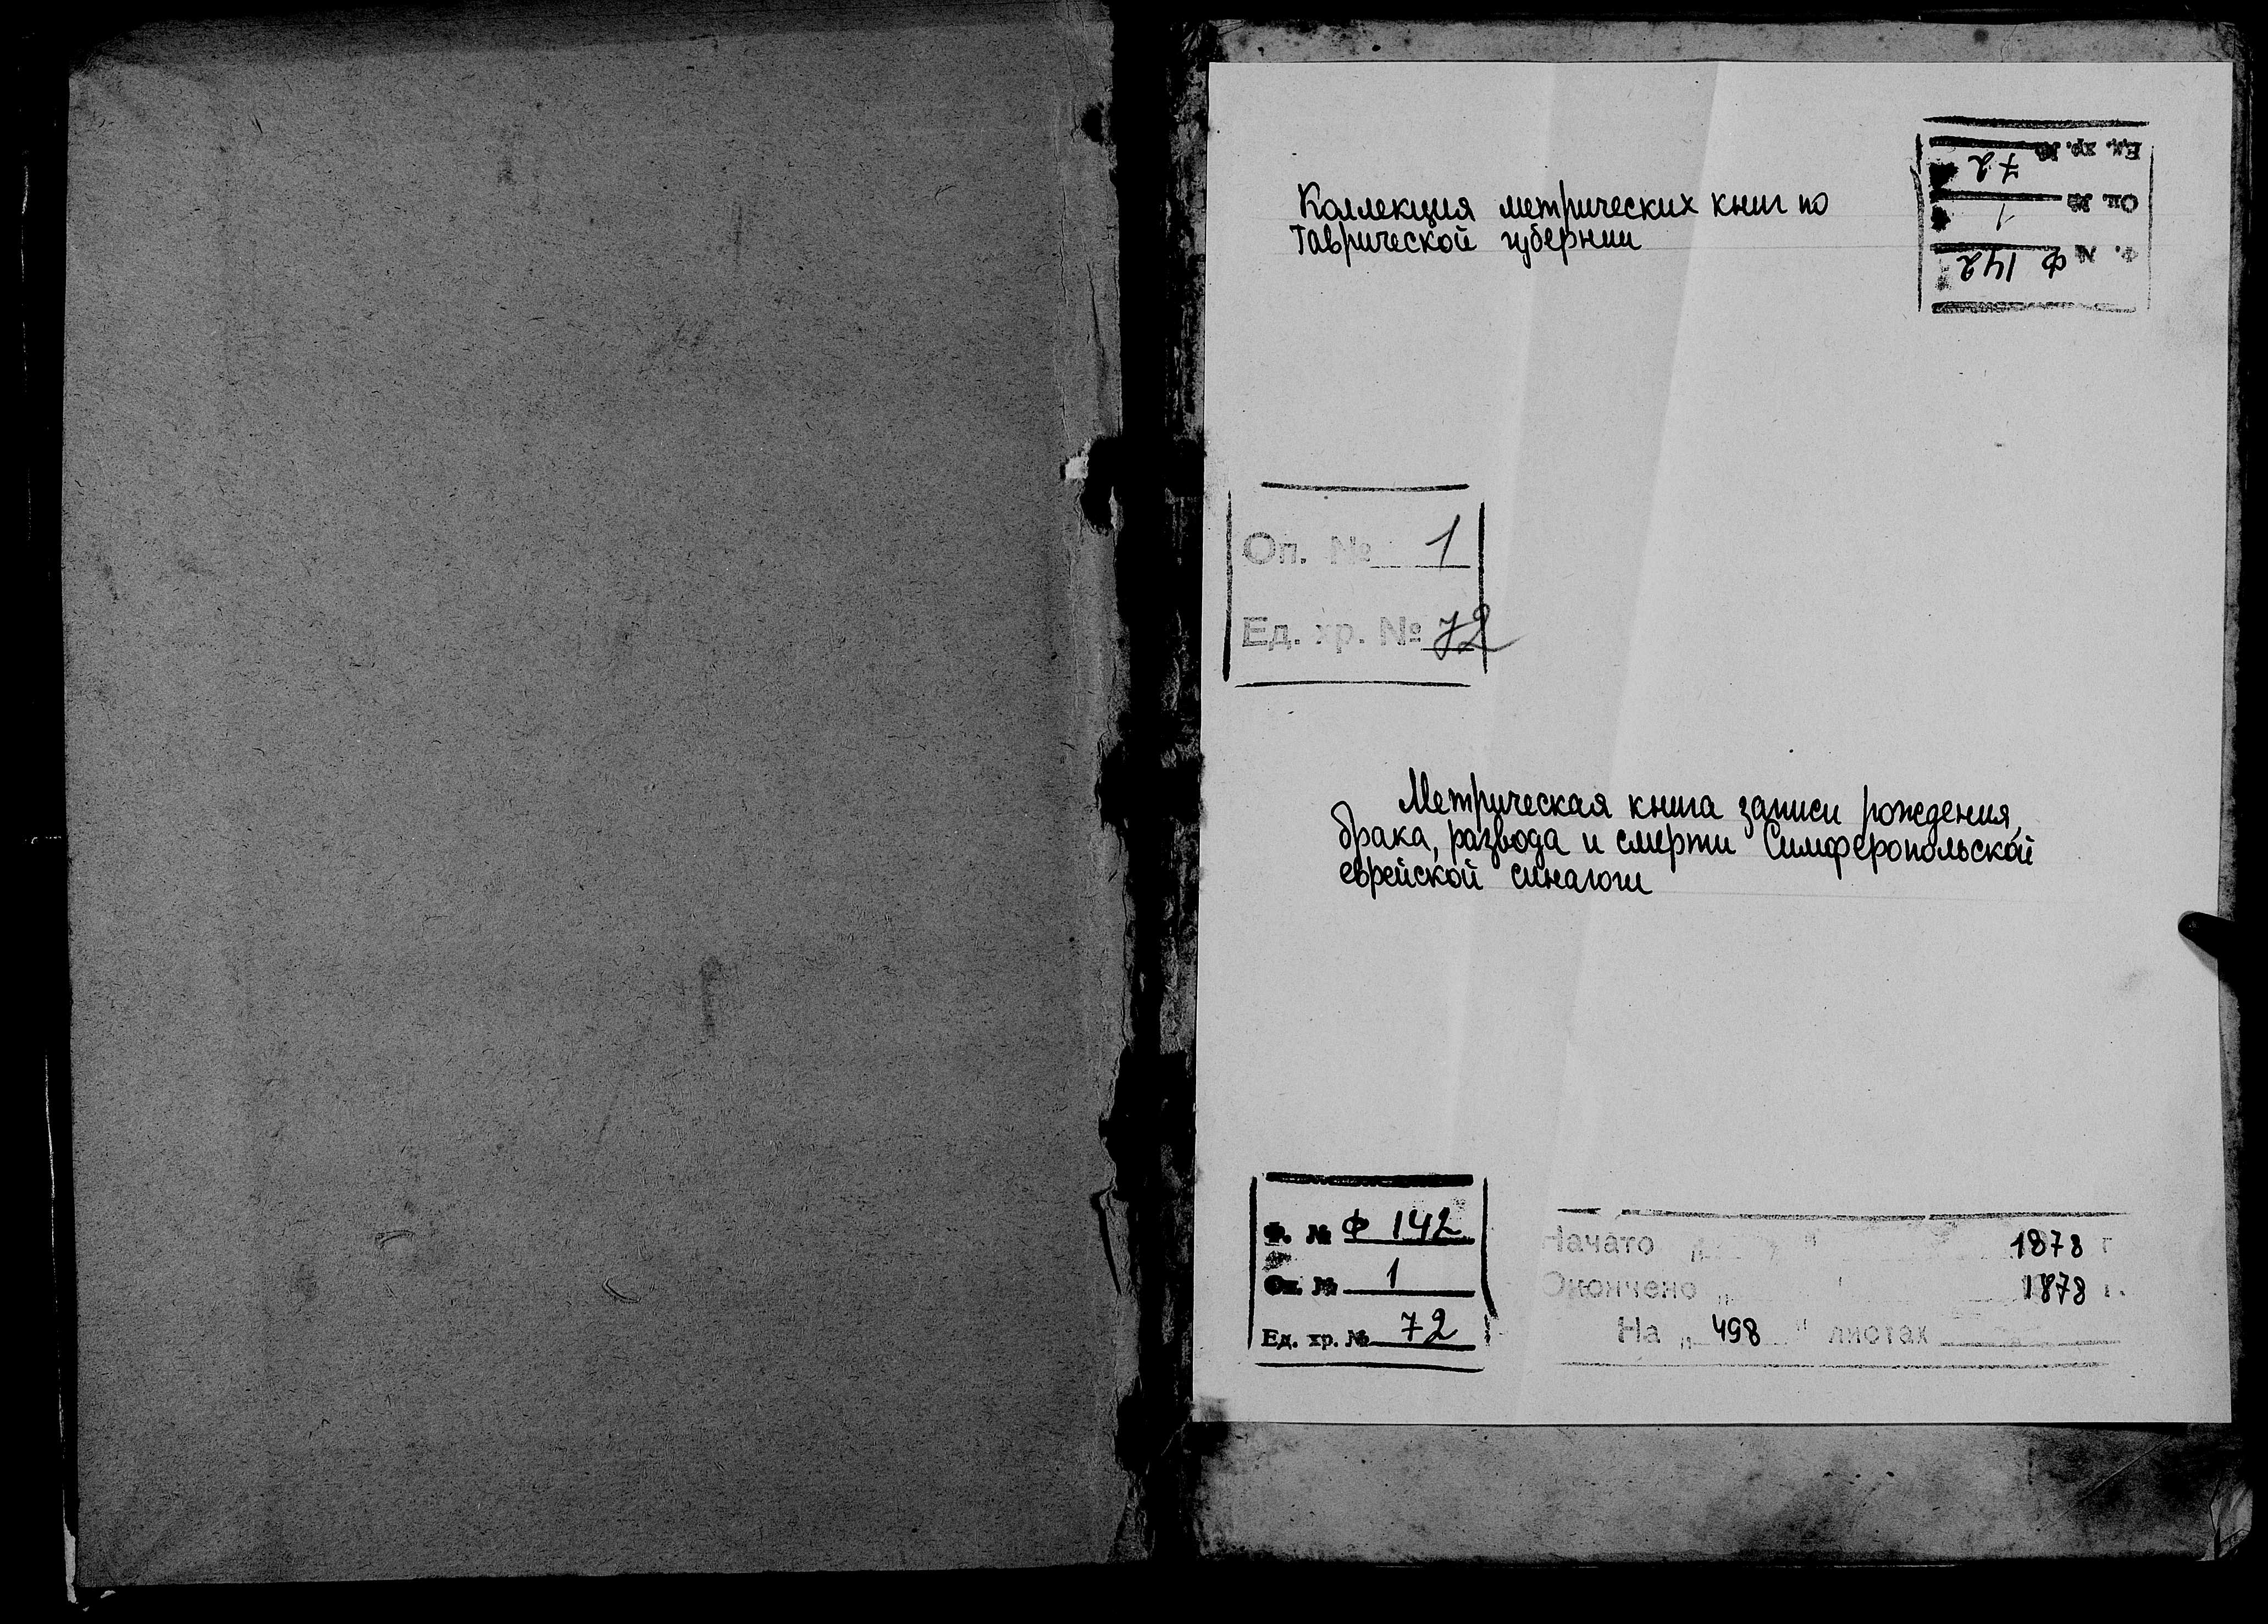 Коллекция метрических книг по
Таврической губернии
Ед. хр. № 72
Оп. № 1
Ф. № Ф 142
Оп. № 1
Ед. хр. № 72
Метрическая книга записи рождения,
брака, развода и смерти Симферопольской
еврейской синагоги
Ф. № Ф 142
Оп. № 1
Ед. хр. № 72
Начато „ " 1878 г
Окончено „ " 1878 г.
На „ 498 " листах